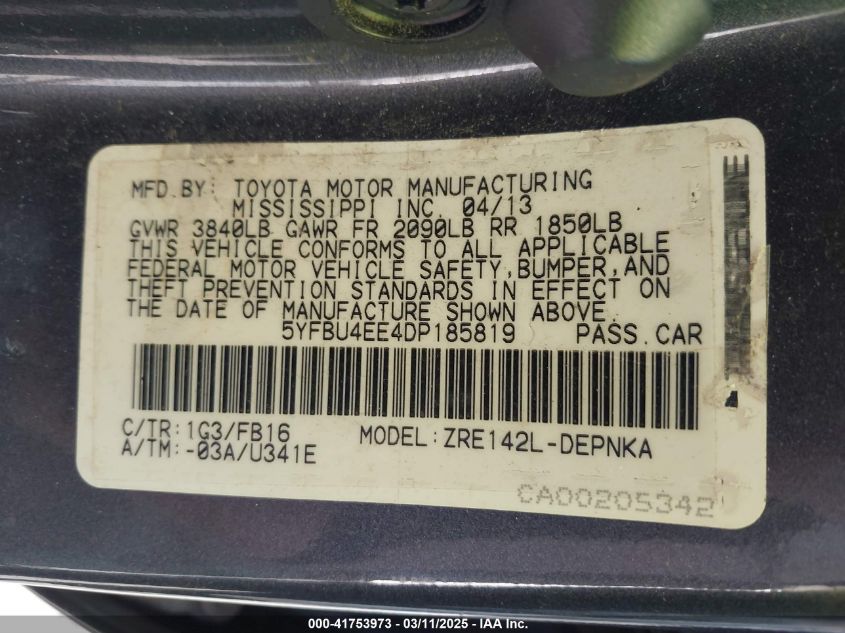 MFD.BY: TOYOTA MOTOR MANUFACTURING
MISSISSIPPI INC. 04/13
GVWR 3840LB GAWR FR 2090LB RR 1850LB
THIS VEHICLE CONFORMS TO ALL APPLICABLE
FEDERAL MOTOR VEHICLE SAFETY,BUMPER,AND
THEFT PREVENTION STANDARDS IN EFFECT ON
THE DATE OF MANUFACTURE SHOWN ABOVE.
5YFBU4EE4DP185819 PASS.CAR
C/TR:1G3/FB16 MODEL:ZRE142L-DEPNKA
A/TM:-03A/U341E
CA00205342
000-41753973 / 03/11/2025 - IAA Inc.